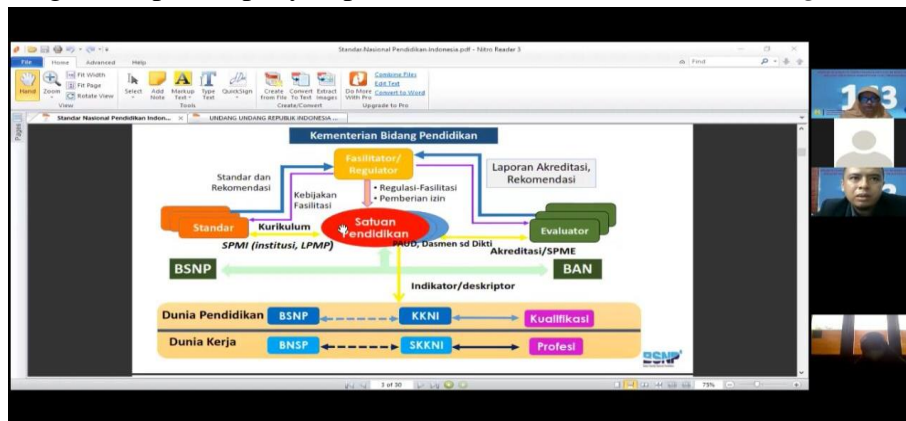 Standar Nasional Pendidikan Indonesia.pdf - Nitro Reader 3
File Home Advanced Help
Find
Hand
Zoom
Fit Width
Fit Page
Rotate View
View
Select
Add Note
Markup Text
Type Text
QuickSign
Tools
Create From File
Convert To Text
Extract Images
Create/Convert
Do More With Pro
Combine Files
Edit Text
Convert to Word
Upgrade to Pro
Pages
Standar Nasional Pendidikan Indon...
UNDANG UNDANG REPUBLIK INDONESIA ...
Kementerian Bidang Pendidikan
Fasilitator/
Regulator
Standar dan
Rekomendasi
Kebijakan
Fasilitasi
• Regulasi-Fasilitasi
• Pemberian izin
Laporan Akreditasi,
Rekomendasi
Standar
Kurikulum
SPMI (institusi, LPMP)
Satuan
Pendidikan
PAUD, Dasmen sd Dikti
Evaluator
Akreditasi/SPME
BSNP
BAN
Indikator/deskriptor
Dunia Pendidikan BSNP KKNI Kualifikasi
Dunia Kerja BNSP SKKNI Profesi
BSNP
3 of 30
75%